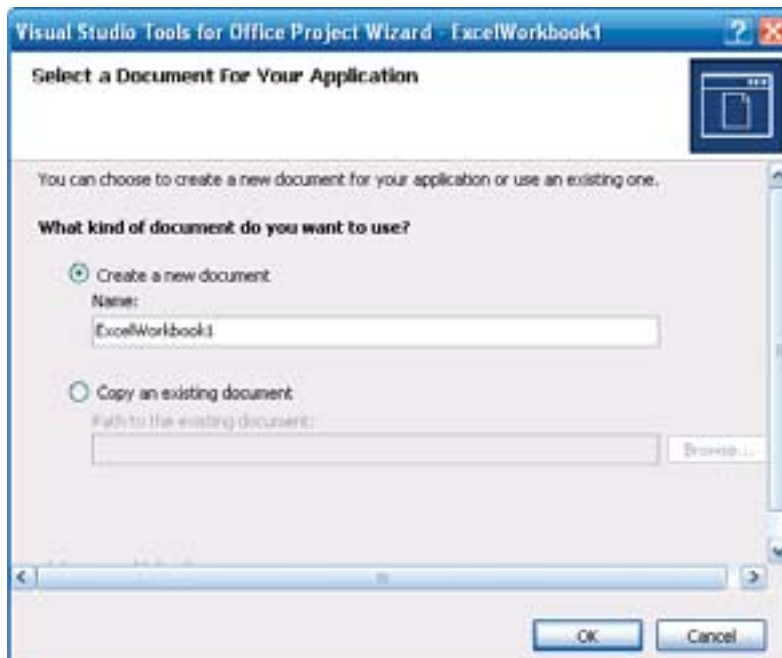 Visual Studio Tools for Office Project Wizard - ExcelWorkbook1
Select a Document For Your Application
You can choose to create a new document for your application or use an existing one.
What kind of document do you want to use?
Create a new document
Name:
ExcelWorkbook1
Copy an existing document
Path to the existing document:
Browse...
OK
Cancel